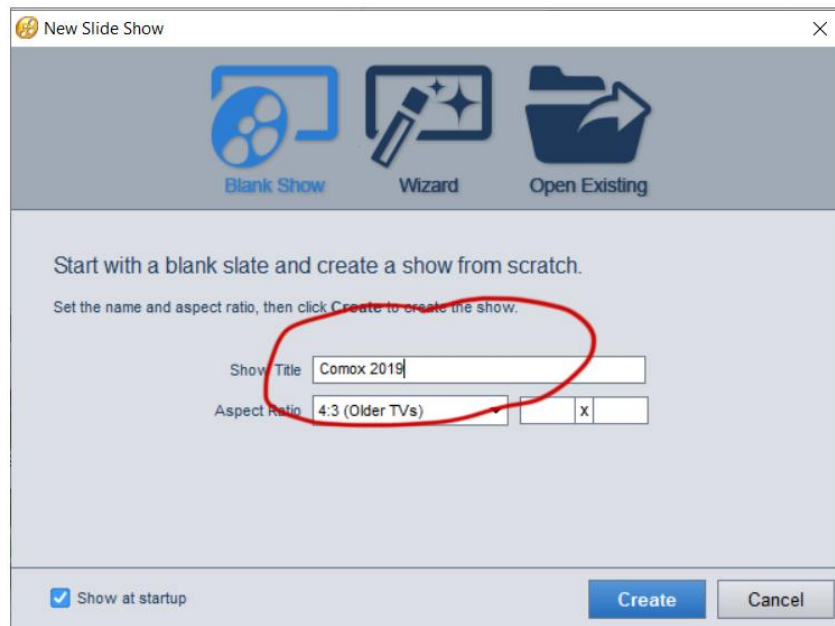 New Slide Show
Blank Show Wizard Open Existing
Start with a blank slate and create a show from scratch.
Set the name and aspect ratio, then click Create to create the show.
Show Title Comox 2019
Aspect Ratio 4:3 (Older TVs) x
Show at startup Create Cancel